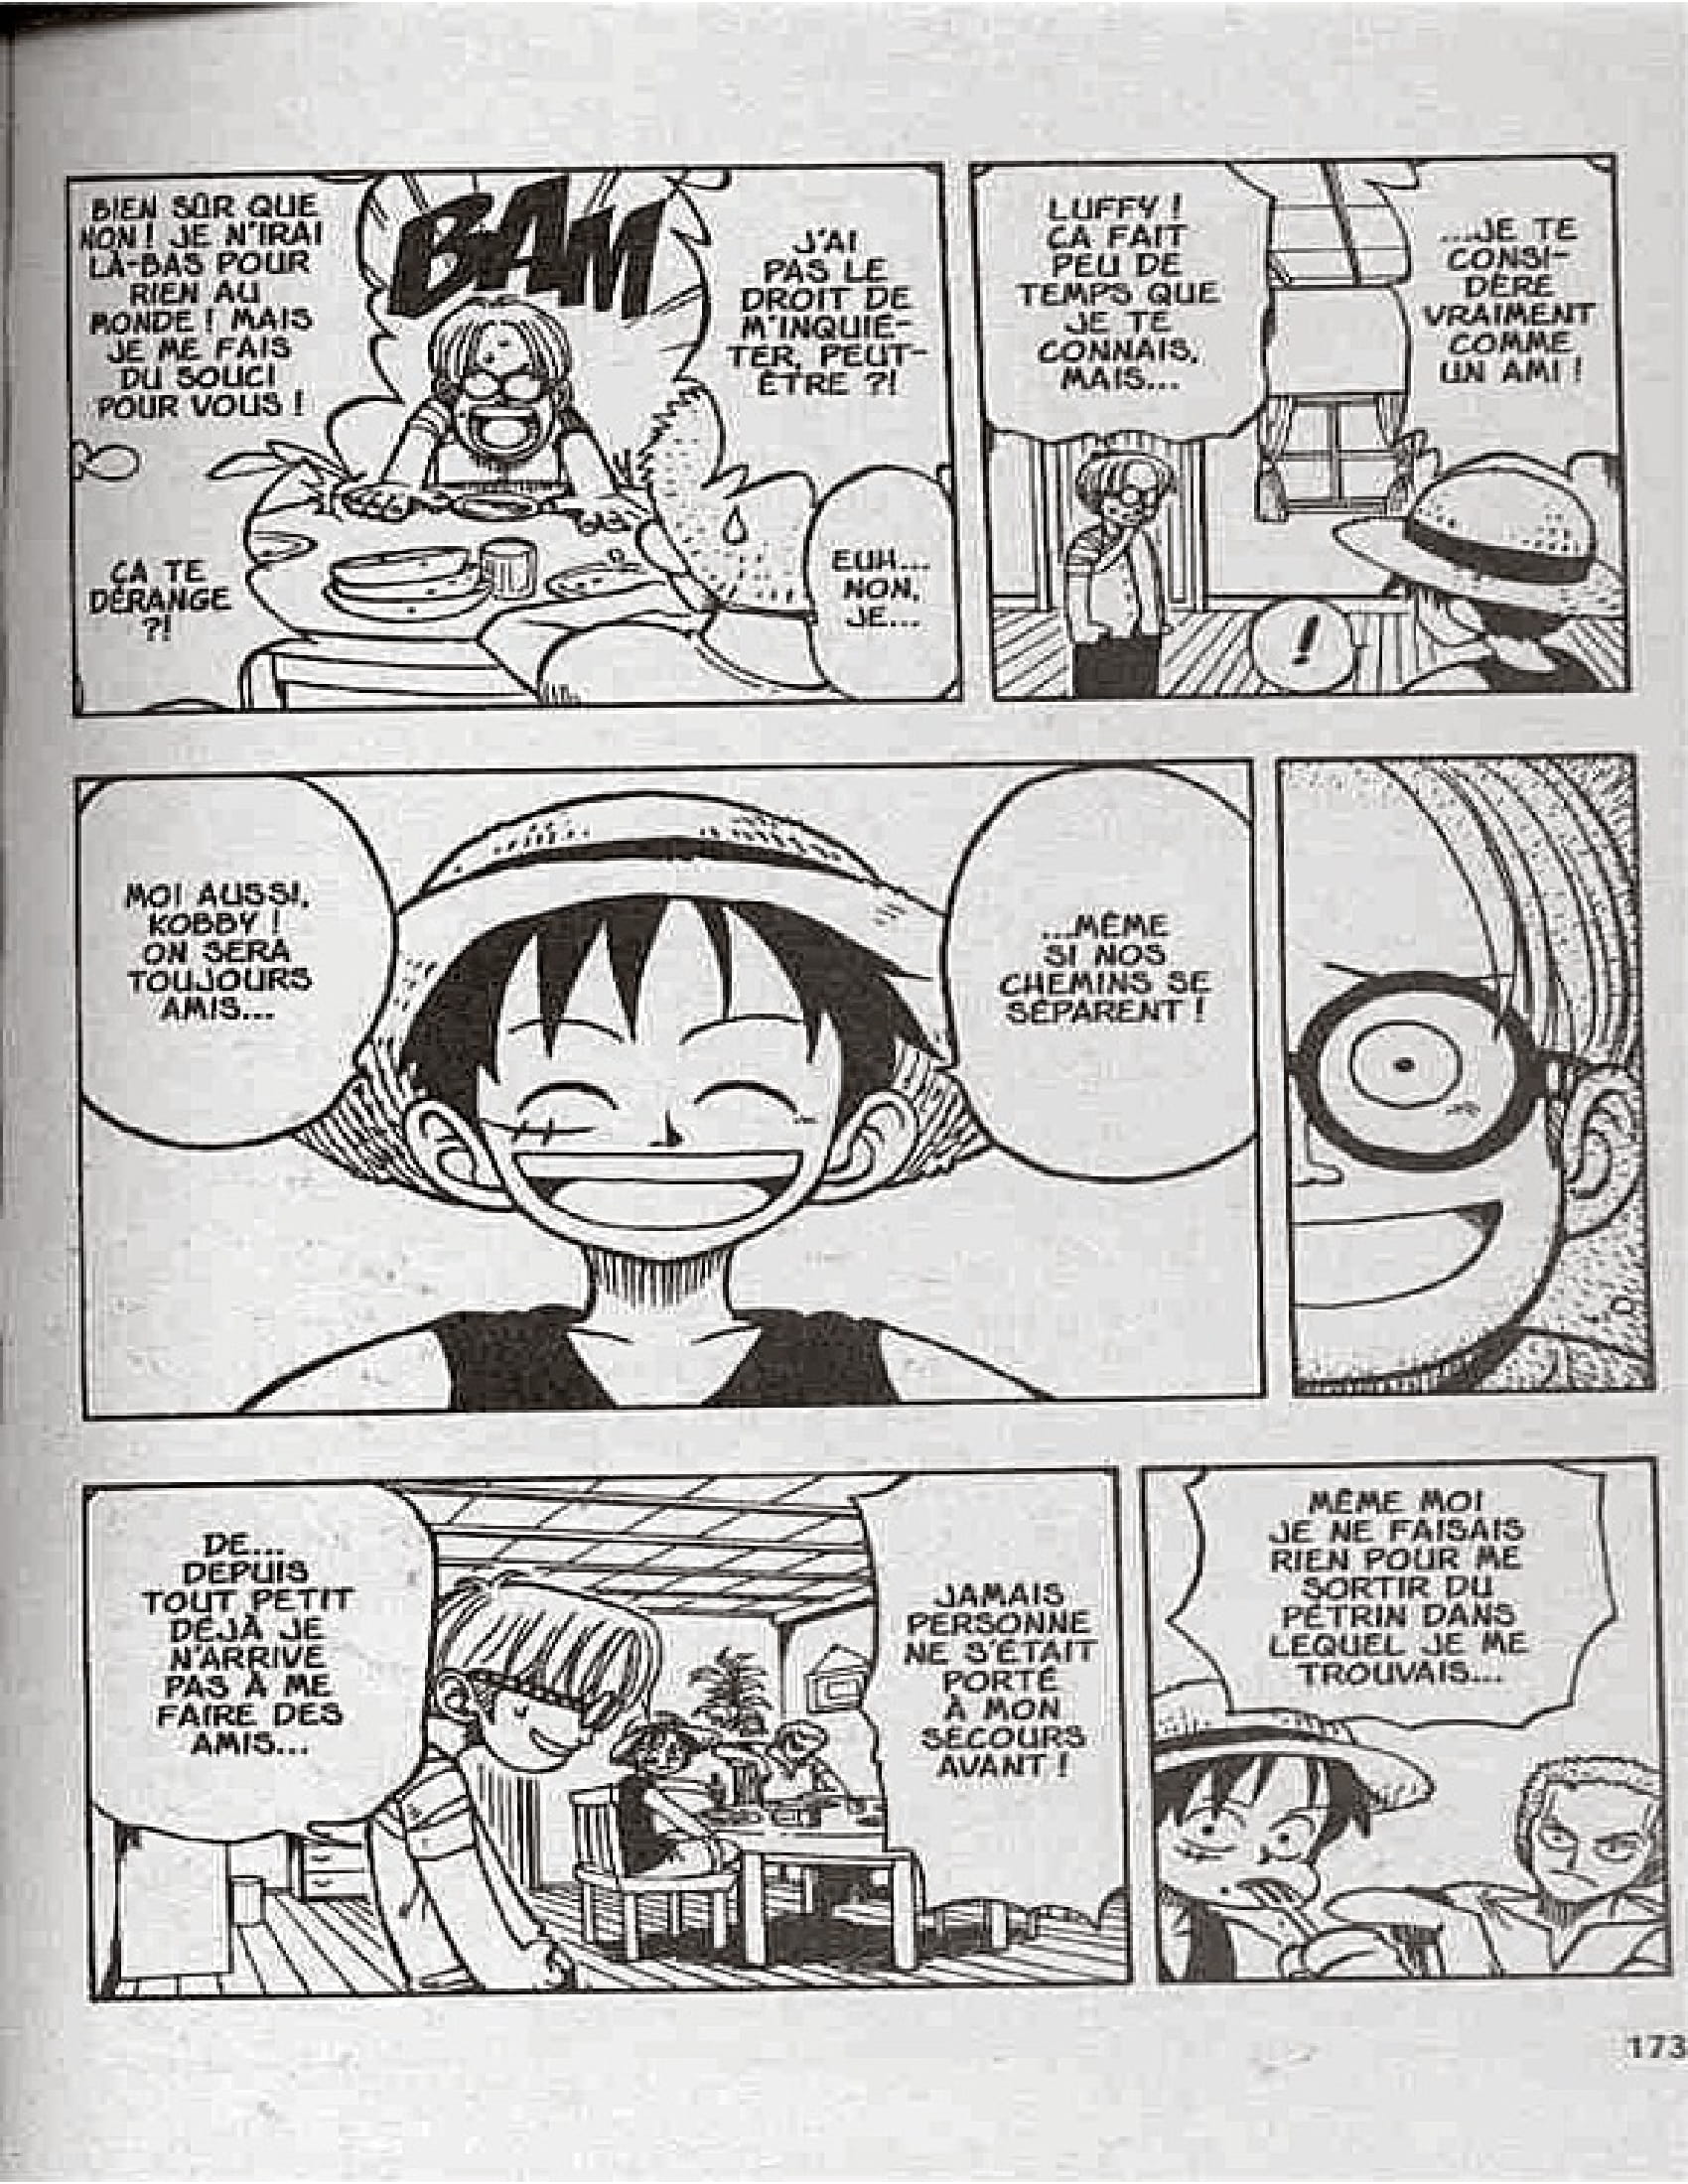 BIEN SÛR QUE
NON ! JE N'IRAI
LÀ-BAS POUR
RIEN AU
MONDE ! MAIS
JE ME FAIS
DU SOUCI
POUR VOUS !
BAM
J'AI
PAS LE
DROIT DE
M'INQUIÉ-
TER, PEUT-
ÊTRE ?!
ÇA TE
DÉRANGE
?!
EUH...
NON,
JE...
LUFFY !
ÇA FAIT
PEU DE
TEMPS QUE
JE TE
CONNAIS,
MAIS...
...JE TE
CONSI-
DÈRE
VRAIMENT
COMME
UN AMI !
!
MOI AUSSI,
KOBBY !
ON SERA
TOUJOURS
AMIS...
...MÊME
SI NOS
CHEMINS SE
SÉPARENT !
DE...
DEPUIS
TOUT PETIT
DÉJÀ JE
N'ARRIVE
PAS À ME
FAIRE DES
AMIS...
JAMAIS
PERSONNE
NE S'ÉTAIT
PORTÉ
À MON
SECOURS
AVANT !
MÊME MOI
JE NE FAISAIS
RIEN POUR ME
SORTIR DU
PÉTRIN DANS
LEQUEL JE ME
TROUVAIS...
173